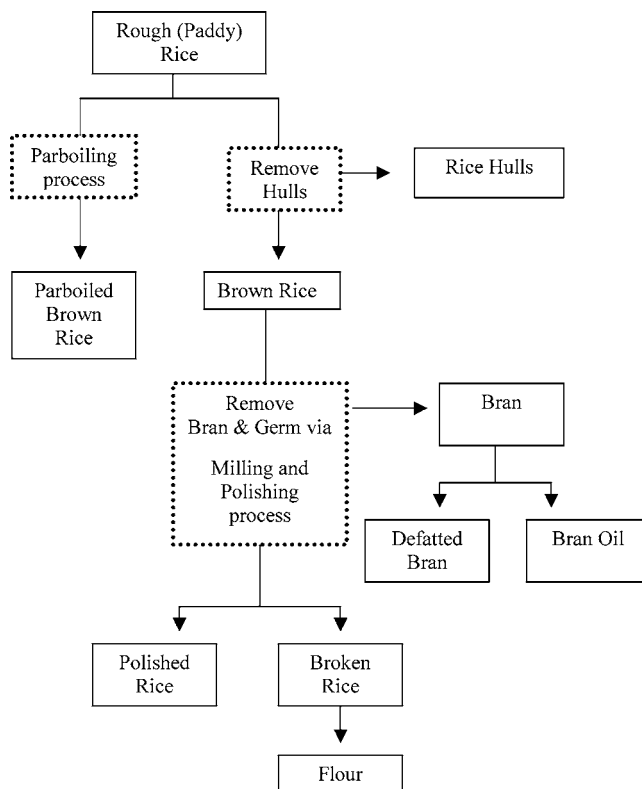 Rough (Paddy)
Rice
Parboiling
process
Remove
Hulls
Rice Hulls
Parboiled
Brown
Rice
Brown Rice
Remove
Bran & Germ via
Milling and
Polishing
process
Bran
Defatted
Bran
Bran Oil
Polished
Rice
Broken
Rice
Flour